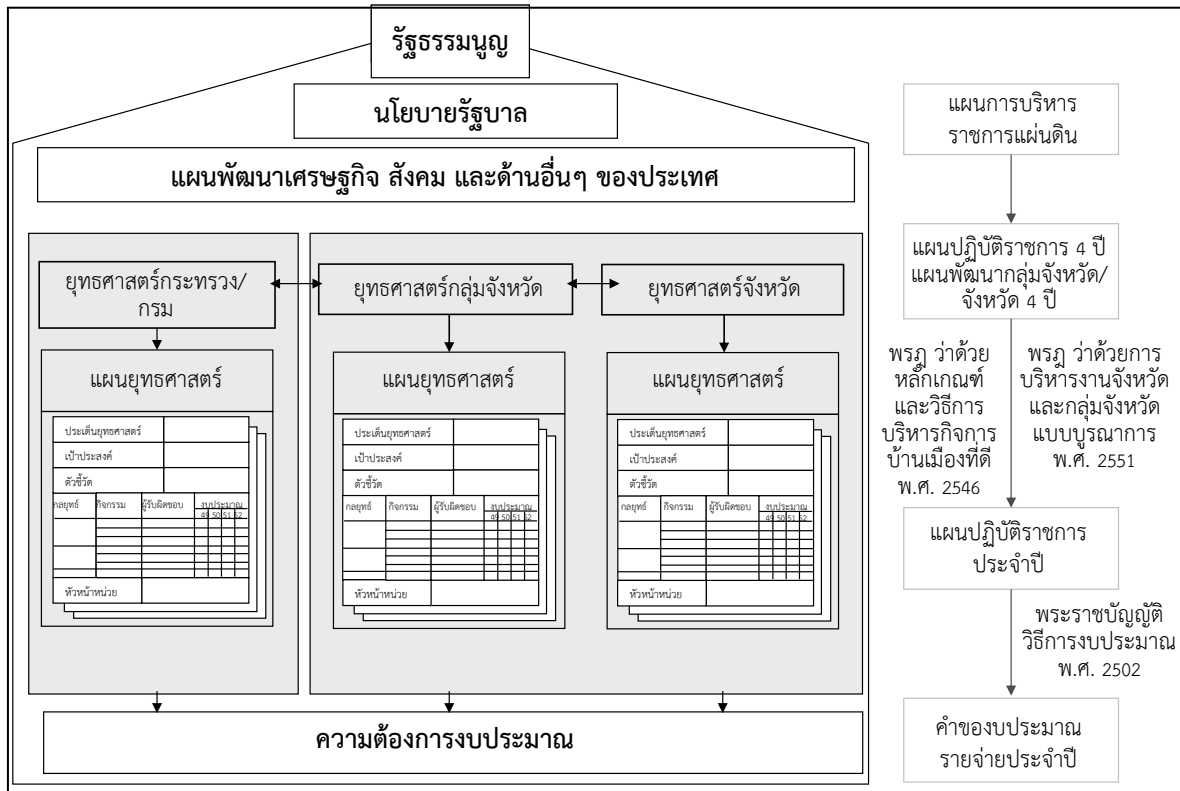 รัฐธรรมนูญ
นโยบายรัฐบาล
แผนพัฒนาเศรษฐกิจ สังคม และด้านอื่นๆ ของประเทศ
ยุทธศาสตร์กระทรวง/
กรม
ยุทธศาสตร์กลุ่มจังหวัด
ยุทธศาสตร์จังหวัด
แผนยุทธศาสตร์
ประเด็นยุทธศาสตร์
เป้าประสงค์
ตัวชี้วัด
กลยุทธ์ กิจกรรม ผู้รับผิดชอบ งบประมาณ
49 50 51 52
หัวหน้าหน่วย
แผนยุทธศาสตร์
ประเด็นยุทธศาสตร์
เป้าประสงค์
ตัวชี้วัด
กลยุทธ์ กิจกรรม ผู้รับผิดชอบ งบประมาณ
49 50 51 52
หัวหน้าหน่วย
แผนยุทธศาสตร์
ประเด็นยุทธศาสตร์
เป้าประสงค์
ตัวชี้วัด
กลยุทธ์ กิจกรรม ผู้รับผิดชอบ งบประมาณ
49 50 51 52
หัวหน้าหน่วย
ความต้องการงบประมาณ
แผนการบริหาร
ราชการแผ่นดิน
แผนปฏิบัติราชการ 4 ปี
แผนพัฒนากลุ่มจังหวัด/
จังหวัด 4 ปี
พรฎ ว่าด้วย
หลักเกณฑ์
และวิธีการ
บริหารกิจการ
บ้านเมืองที่ดี
พ.ศ. 2546
พรฎ ว่าด้วยการ
บริหารงานจังหวัด
และกลุ่มจังหวัด
แบบบูรณาการ
พ.ศ. 2551
แผนปฏิบัติราชการ
ประจำปี
พระราชบัญญัติ
วิธีการงบประมาณ
พ.ศ. 2502
คำของบประมาณ
รายจ่ายประจำปี